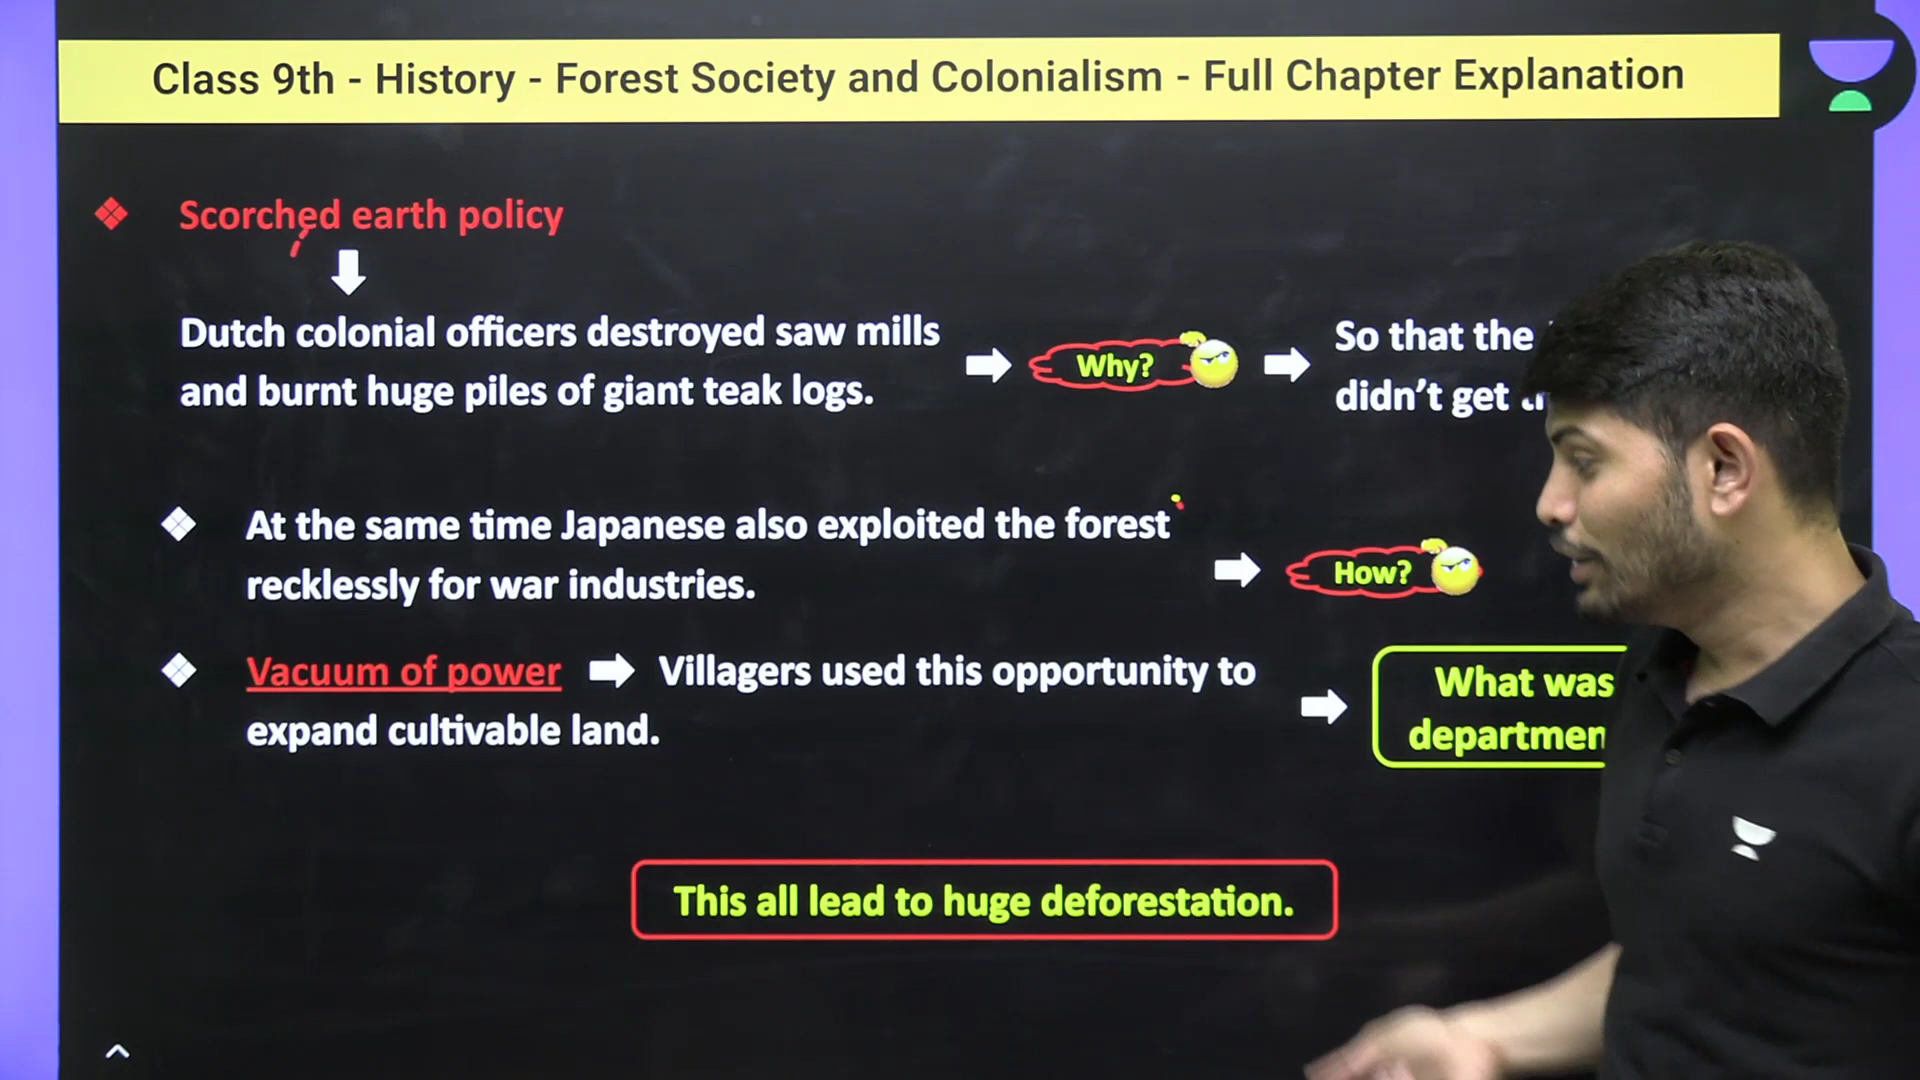 Class 9th - History - Forest Society and Colonialism - Full Chapter Explanation
Scorched earth policy
Dutch colonial officers destroyed saw mills
and burnt huge piles of giant teak logs.
Why?
So that the
didn’t get
At the same time Japanese also exploited the forest
recklessly for war industries.
How?
Vacuum of power
Villagers used this opportunity to
expand cultivable land.
What was
This all lead to huge deforestation.